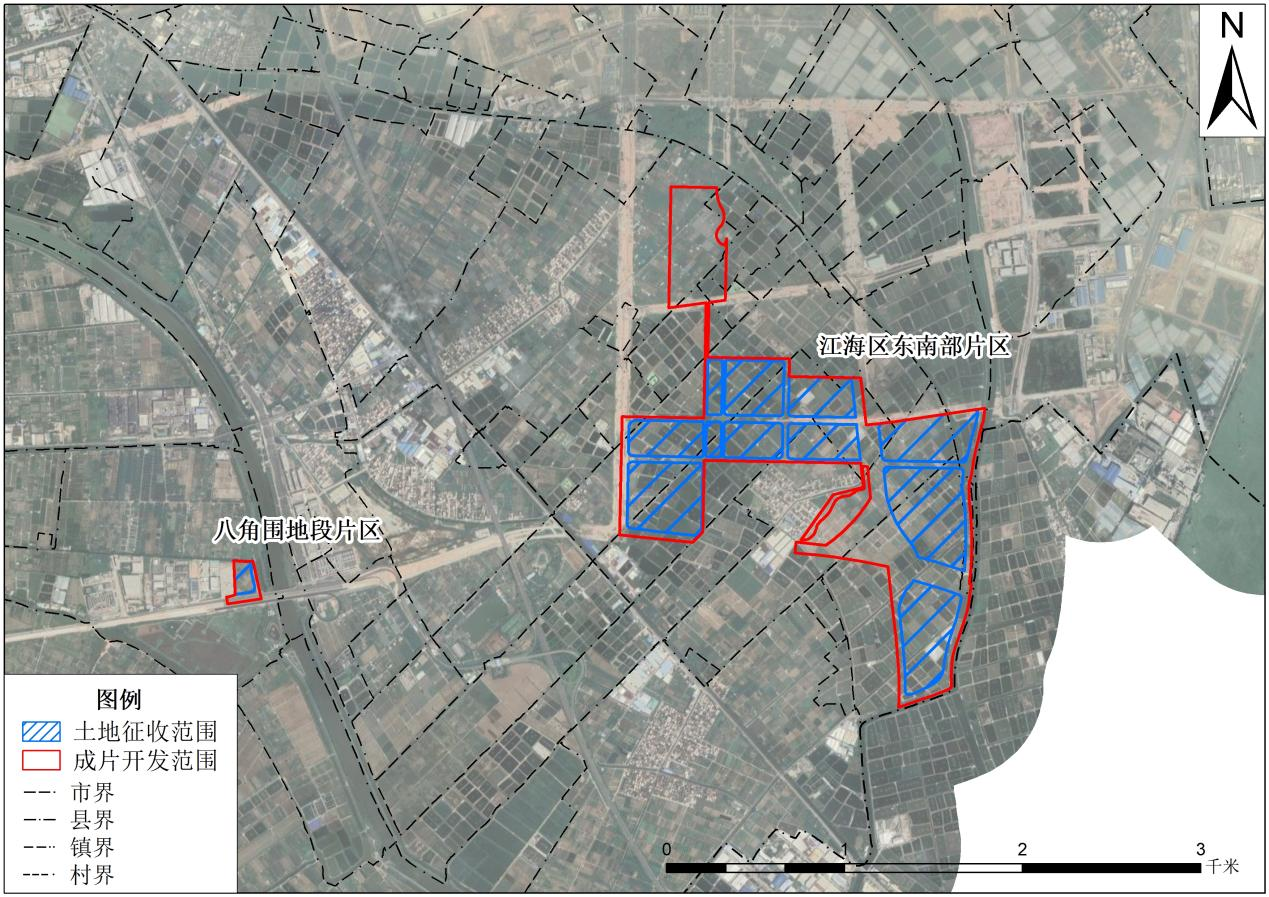 N
江海区东南部片区
八角围地段片区
图例
土地征收范围
成片开发范围
市界
县界
镇界
村界
0 1 2 3
千米